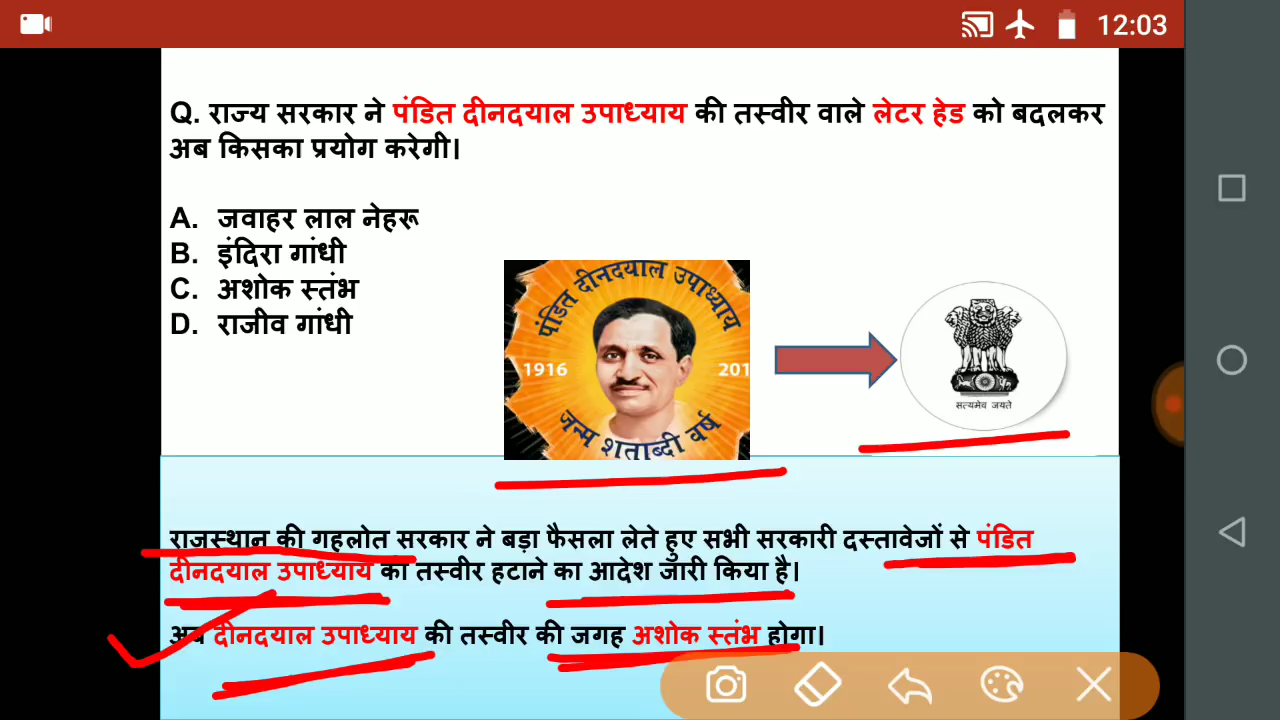 12:03
Q. राज्य सरकार ने पंडित दीनदयाल उपाध्याय की तस्वीर वाले लेटर हेड को बदलकर
अब किसका प्रयोग करेगी।
A. जवाहर लाल नेहरू
B. इंदिरा गांधी
C. अशोक स्तंभ
D. राजीव गांधी
पंडित दीनदयाल उपाध्याय
1916 201
जन्म शताब्दी वर्ष
सत्यमेव जयते
राजस्थान की गहलोत सरकार ने बड़ा फैसला लेते हुए सभी सरकारी दस्तावेजों से पंडित
दीनदयाल उपाध्याय की तस्वीर हटाने का आदेश जारी किया है।
अब दीनदयाल उपाध्याय की तस्वीर की जगह अशोक स्तंभ होगा।